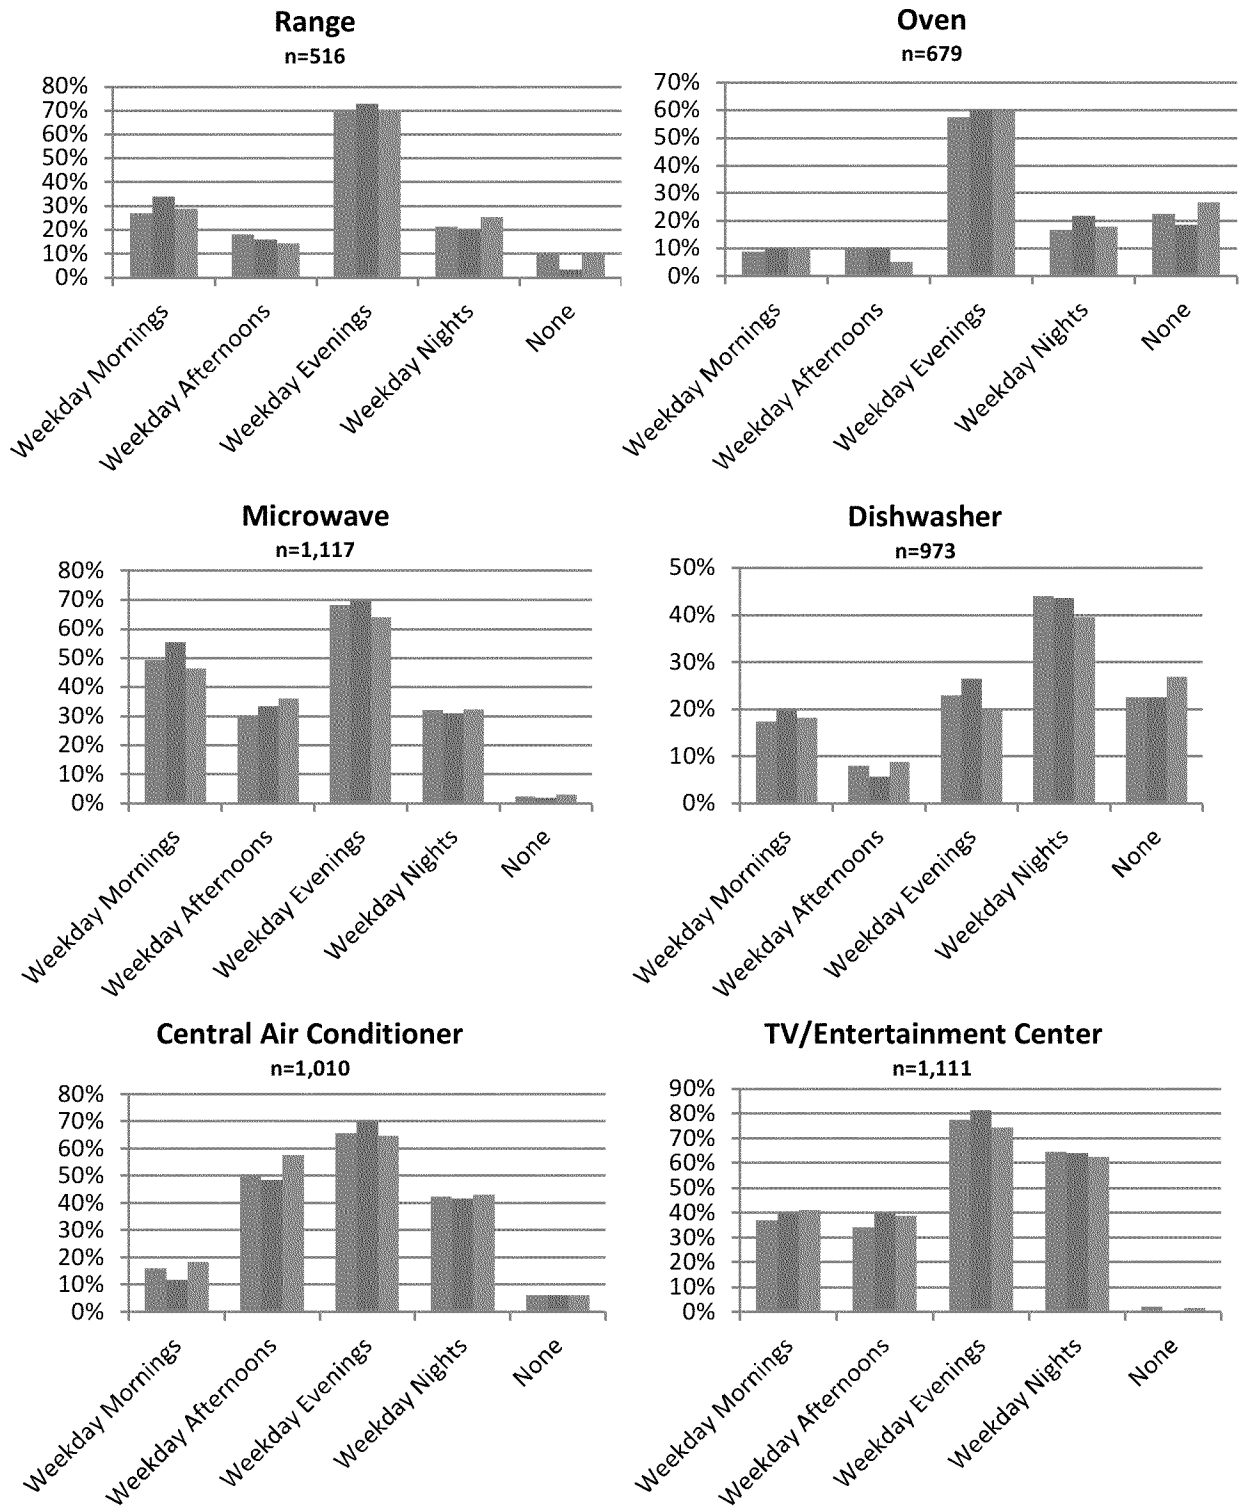 Range
n=516
80%
70%
60%
50%
40%
30%
20%
10%
0%
Weekday Mornings
Weekday Afternoons
Weekday Evenings
Weekday Nights
None
Oven
n=679
70%
60%
50%
40%
30%
20%
10%
0%
Weekday Mornings
Weekday Afternoons
Weekday Evenings
Weekday Nights
None
Microwave
n=1,117
80%
70%
60%
50%
40%
30%
20%
10%
0%
Weekday Mornings
Weekday Afternoons
Weekday Evenings
Weekday Nights
None
Dishwasher
n=973
50%
40%
30%
20%
10%
0%
Weekday Mornings
Weekday Afternoons
Weekday Evenings
Weekday Nights
None
Central Air Conditioner
n=1,010
80%
70%
60%
50%
40%
30%
20%
10%
0%
Weekday Mornings
Weekday Afternoons
Weekday Evenings
Weekday Nights
None
TV/Entertainment Center
n=1,111
90%
80%
70%
60%
50%
40%
30%
20%
10%
0%
Weekday Mornings
Weekday Afternoons
Weekday Evenings
Weekday Nights
None